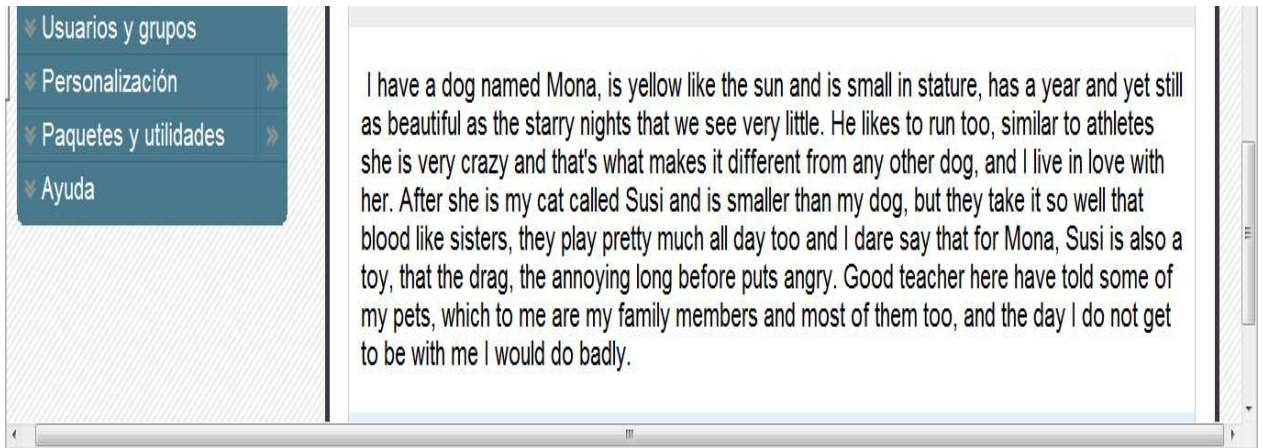 Usuarios y grupos
Personalización
Paquetes y utilidades
Ayuda
I have a dog named Mona, is yellow like the sun and is small in stature, has a year and yet still
as beautiful as the starry nights that we see very little. He likes to run too, similar to athletes
she is very crazy and that's what makes it different from any other dog, and I live in love with
her. After she is my cat called Susi and is smaller than my dog, but they take it so well that
blood like sisters, they play pretty much all day too and I dare say that for Mona, Susi is also a
toy, that the drag, the annoying long before puts angry. Good teacher here have told some of
my pets, which to me are my family members and most of them too, and the day I do not get
to be with me I would do badly.